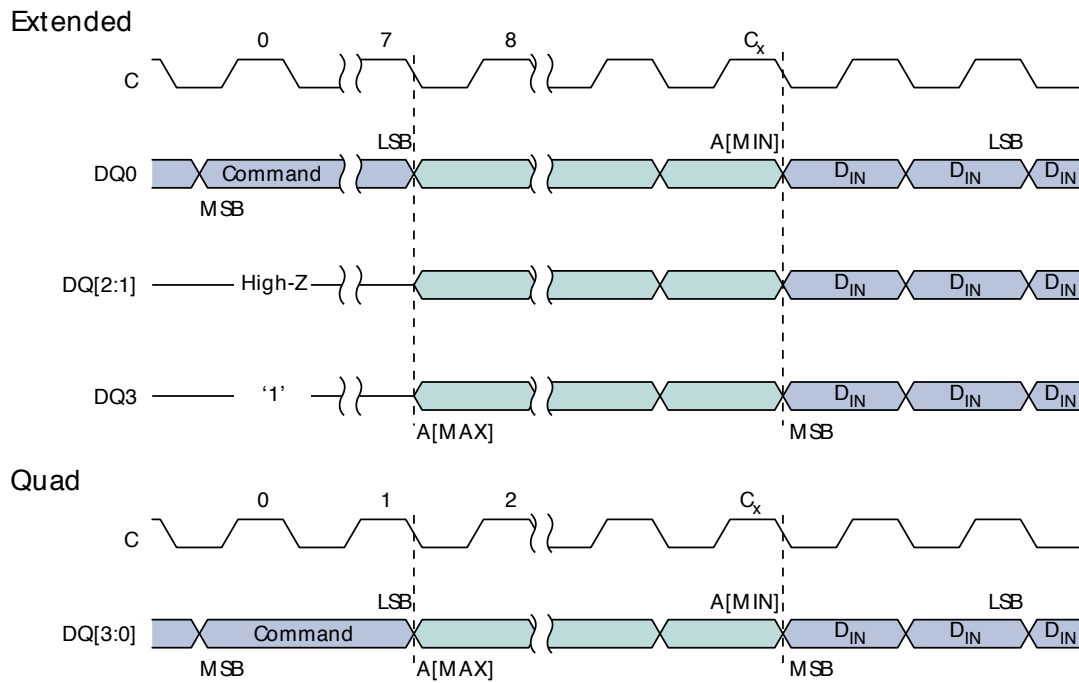 Extended
0 7 8 Cx
C
LSB A[MIN] LSB
DQ0 Command DIN DIN DIN
MSB
DQ[2:1] High-Z DIN DIN DIN
DQ3 ‘1’ DIN DIN DIN
A[MAX] MSB
Quad
0 1 2 Cx
C
LSB A[MIN] LSB
DQ[3:0] Command DIN DIN DIN
MSB A[MAX] MSB